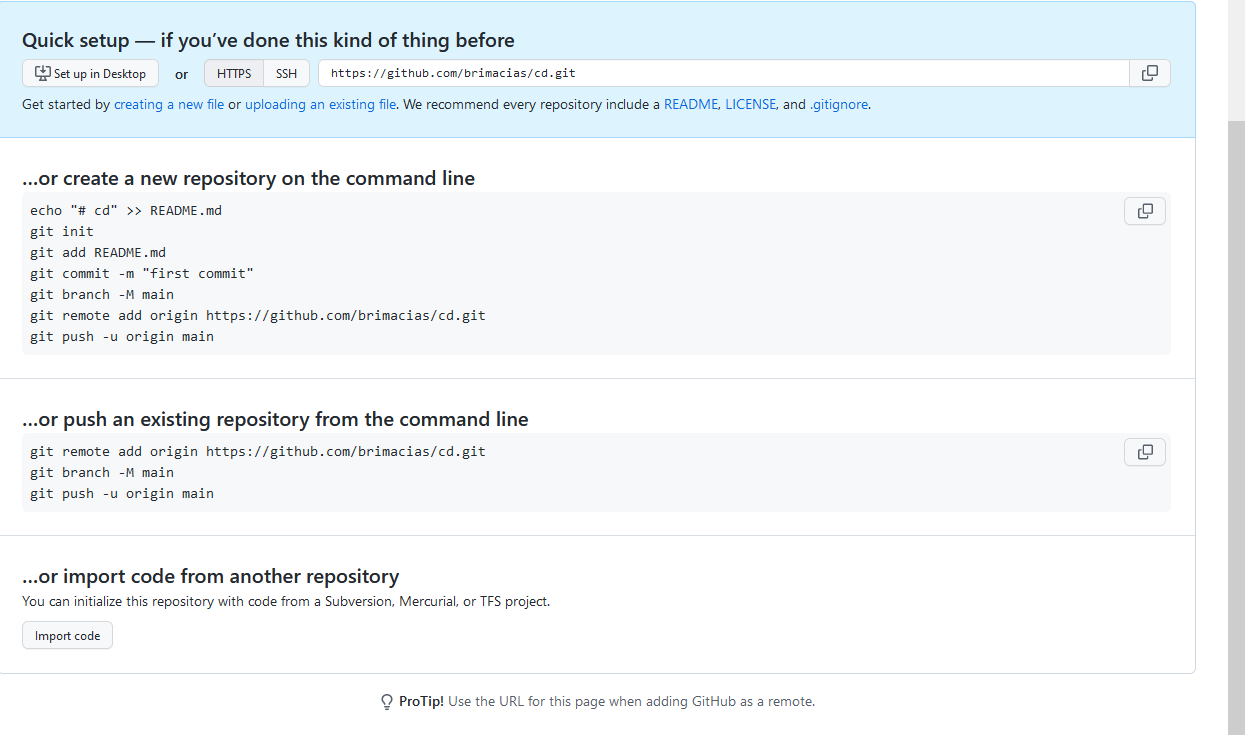 Quick setup — if you’ve done this kind of thing before
Set up in Desktop or HTTPS SSH https://github.com/brimacias/cd.git
Get started by creating a new file or uploading an existing file. We recommend every repository include a README, LICENSE, and .gitignore.
…or create a new repository on the command line
echo "# cd" >> README.md
git init
git add README.md
git commit -m "first commit"
git branch -M main
git remote add origin https://github.com/brimacias/cd.git
git push -u origin main
…or push an existing repository from the command line
git remote add origin https://github.com/brimacias/cd.git
git branch -M main
git push -u origin main
…or import code from another repository
You can initialize this repository with code from a Subversion, Mercurial, or TFS project.
Import code
ProTip! Use the URL for this page when adding GitHub as a remote.